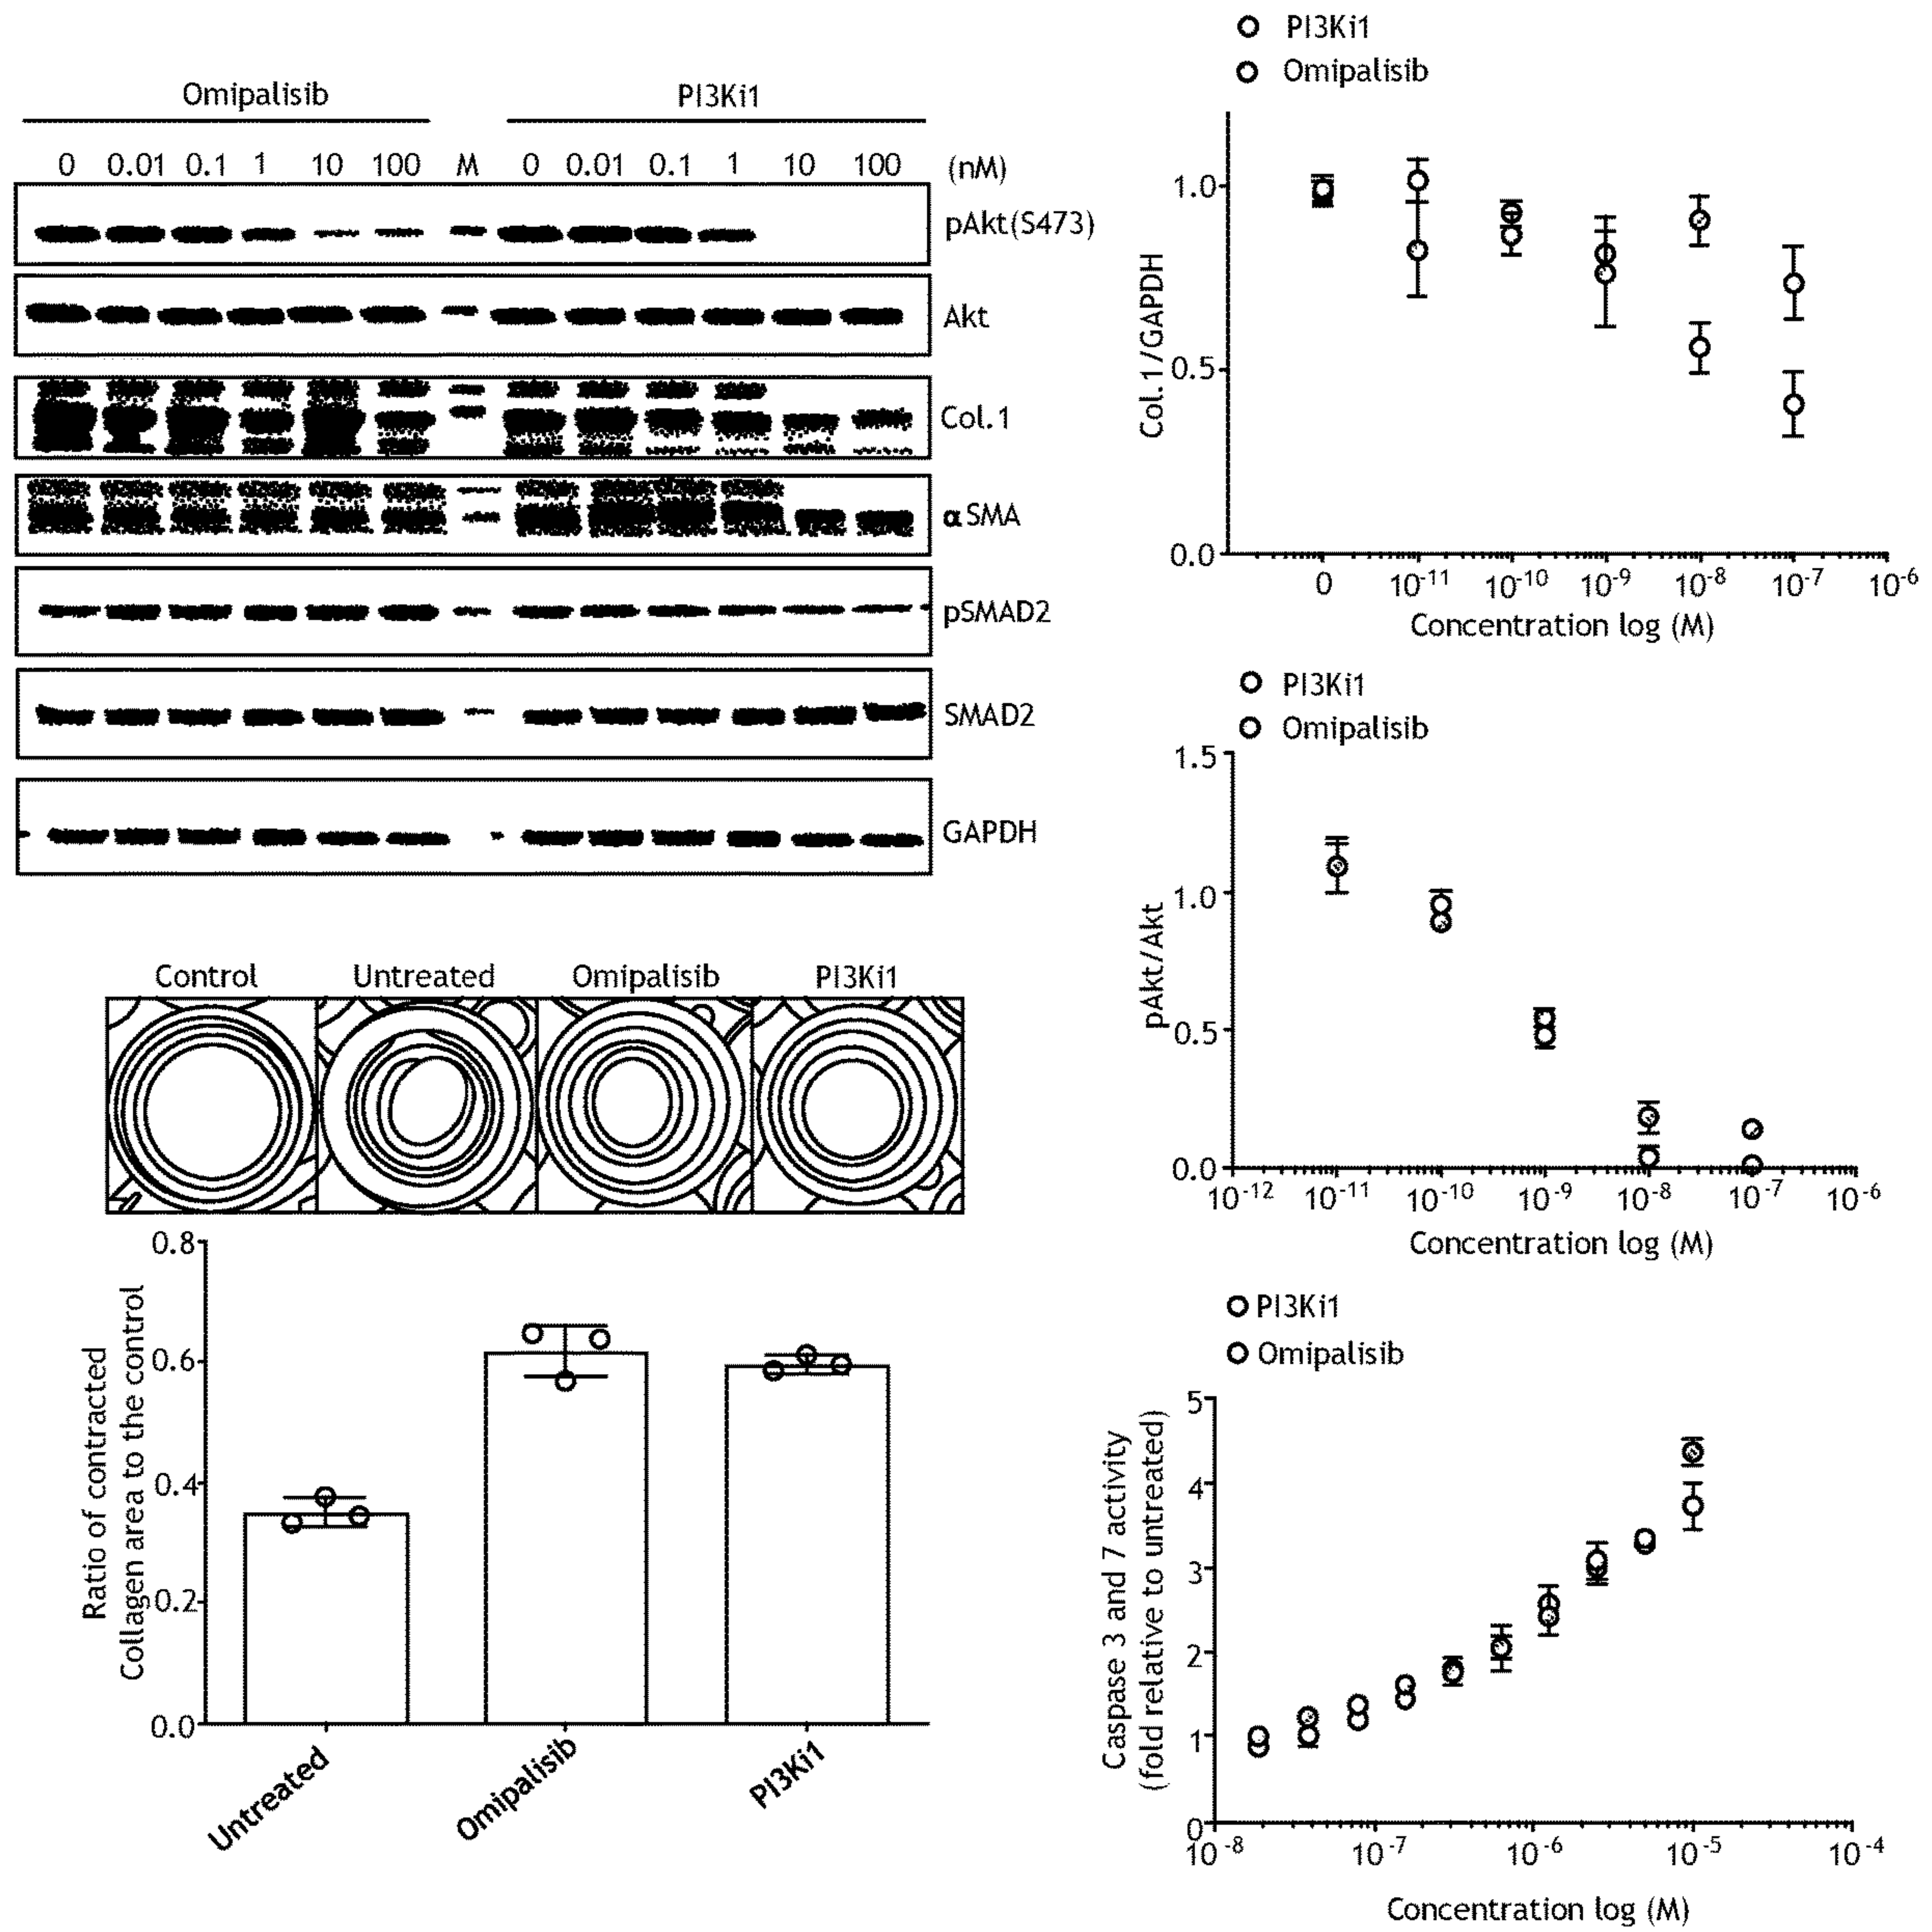 Omipalisib PI3Ki1
0 0.01 0.1 1 10 100 M 0 0.01 0.1 1 10 100 (nM)
pAkt(S473)
Akt
Col.1
αSMA
pSMAD2
SMAD2
GAPDH
Control Untreated Omipalisib PI3Ki1
Ratio of contracted
Collagen area to the control
0.8
0.6
0.4
0.2
0.0
Untreated Omipalisib PI3Ki1
PI3Ki1
Omipalisib
Col.1/GAPDH
1.0
0.5
0.0
0 10-11 10-10 10-9 10-8 10-7 10-6
Concentration log (M)
PI3Ki1
Omipalisib
pAkt/Akt
1.5
1.0
0.5
0.0
10-12 10-11 10-10 10-9 10-8 10-7 10-6
Concentration log (M)
PI3Ki1
Omipalisib
Caspase 3 and 7 activity
(fold relative to untreated)
5
4
3
2
1
0
10-8 10-7 10-6 10-5 10-4
Concentration log (M)